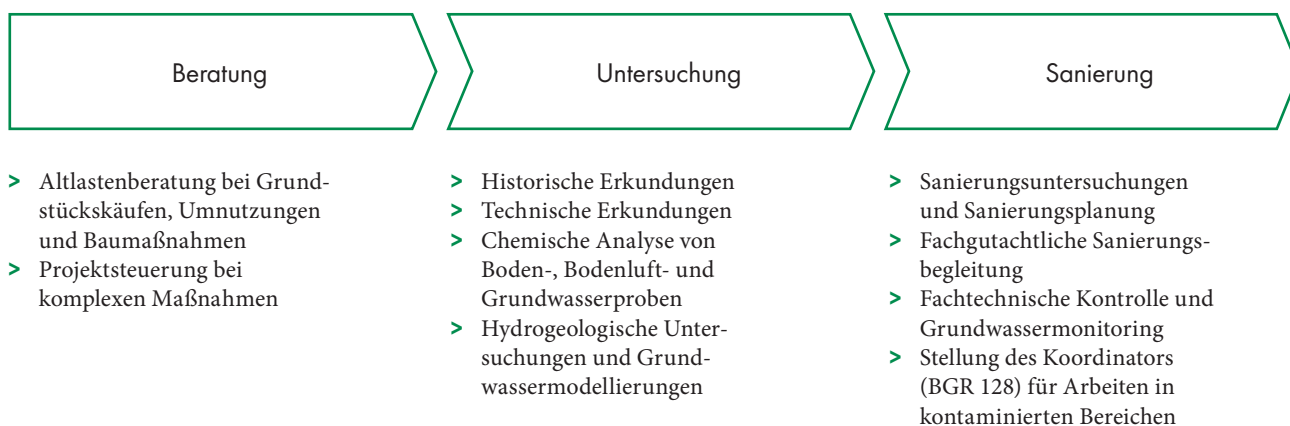 Beratung
> Altlastenberatung bei Grund-
stückskäufen, Umnutzungen
und Baumaßnahmen
> Projektsteuerung bei
komplexen Maßnahmen
Untersuchung
> Historische Erkundungen
> Technische Erkundungen
> Chemische Analyse von
Boden-, Bodenluft- und
Grundwasserproben
> Hydrogeologische Unter-
suchungen und Grund-
wassermodellierungen
Sanierung
> Sanierungsuntersuchungen
und Sanierungsplanung
> Fachgutachtliche Sanierungs-
begleitung
> Fachtechnische Kontrolle und
Grundwassermonitoring
> Stellung des Koordinators
(BGR 128) für Arbeiten in
kontaminierten Bereichen